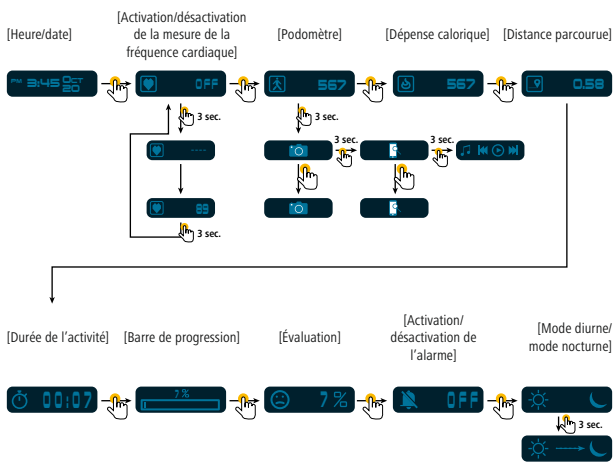 [Heure/date]
[Activation/désactivation
de la mesure de la
fréquence cardiaque]
[Podomètre]
[Dépense calorique]
[Distance parcourue]
PM 3:45 OCT 20
OFF
567
567
0.58
3 sec.
3 sec.
3 sec.
3 sec.
----
89
3 sec.
[Durée de l'activité]
[Barre de progression]
[Évaluation]
[Activation/
désactivation de
l'alarme]
[Mode diurne/
mode nocturne]
00:07
7%
7%
OFF
3 sec.